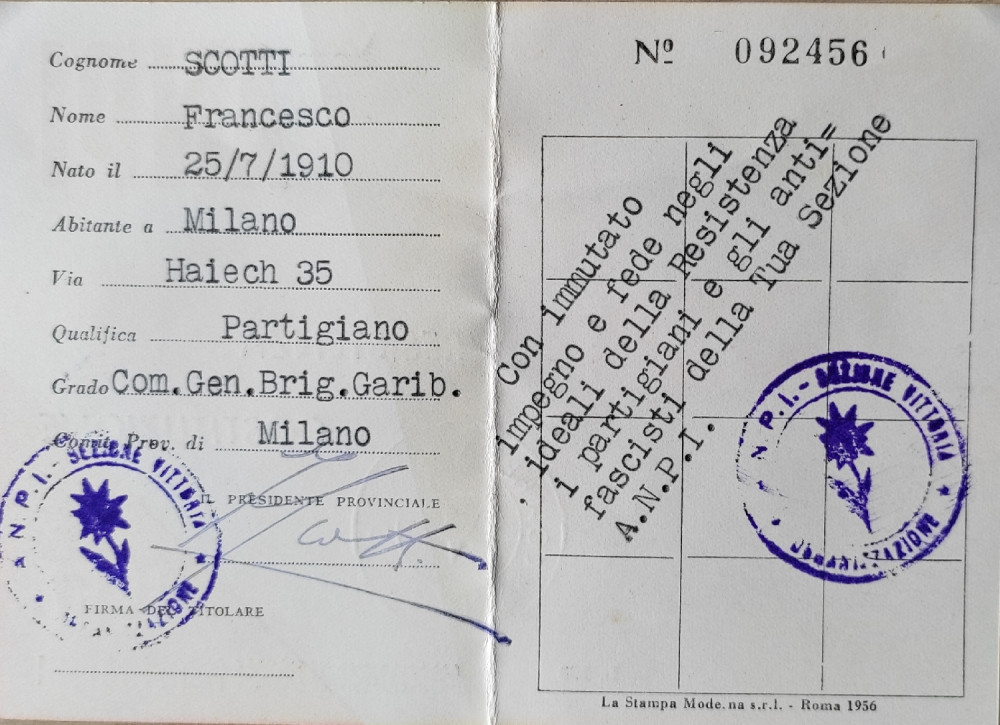 Cognome SCOTTI
Nome Francesco
Nato il 25/7/1910
Abitante a Milano
Via Haiech 35
Qualifica Partigiano
Grado Com.Gen.Brig.Garib.
Comit. Prov. di Milano
IL PRESIDENTE PROVINCIALE
FIRMA DEL TITOLARE
A. N. P. I. - SEZIONE VITTORIA
Nº 092456
Con immutato
impegno e fede negli
ideali della Resistenza
i partigiani e gli anti=
fascisti della Tua Sezione
A.N.P.I.
A. N. P. I. - SEZIONE VITTORIA
La Stampa Moderna s.r.l. - Roma 1956